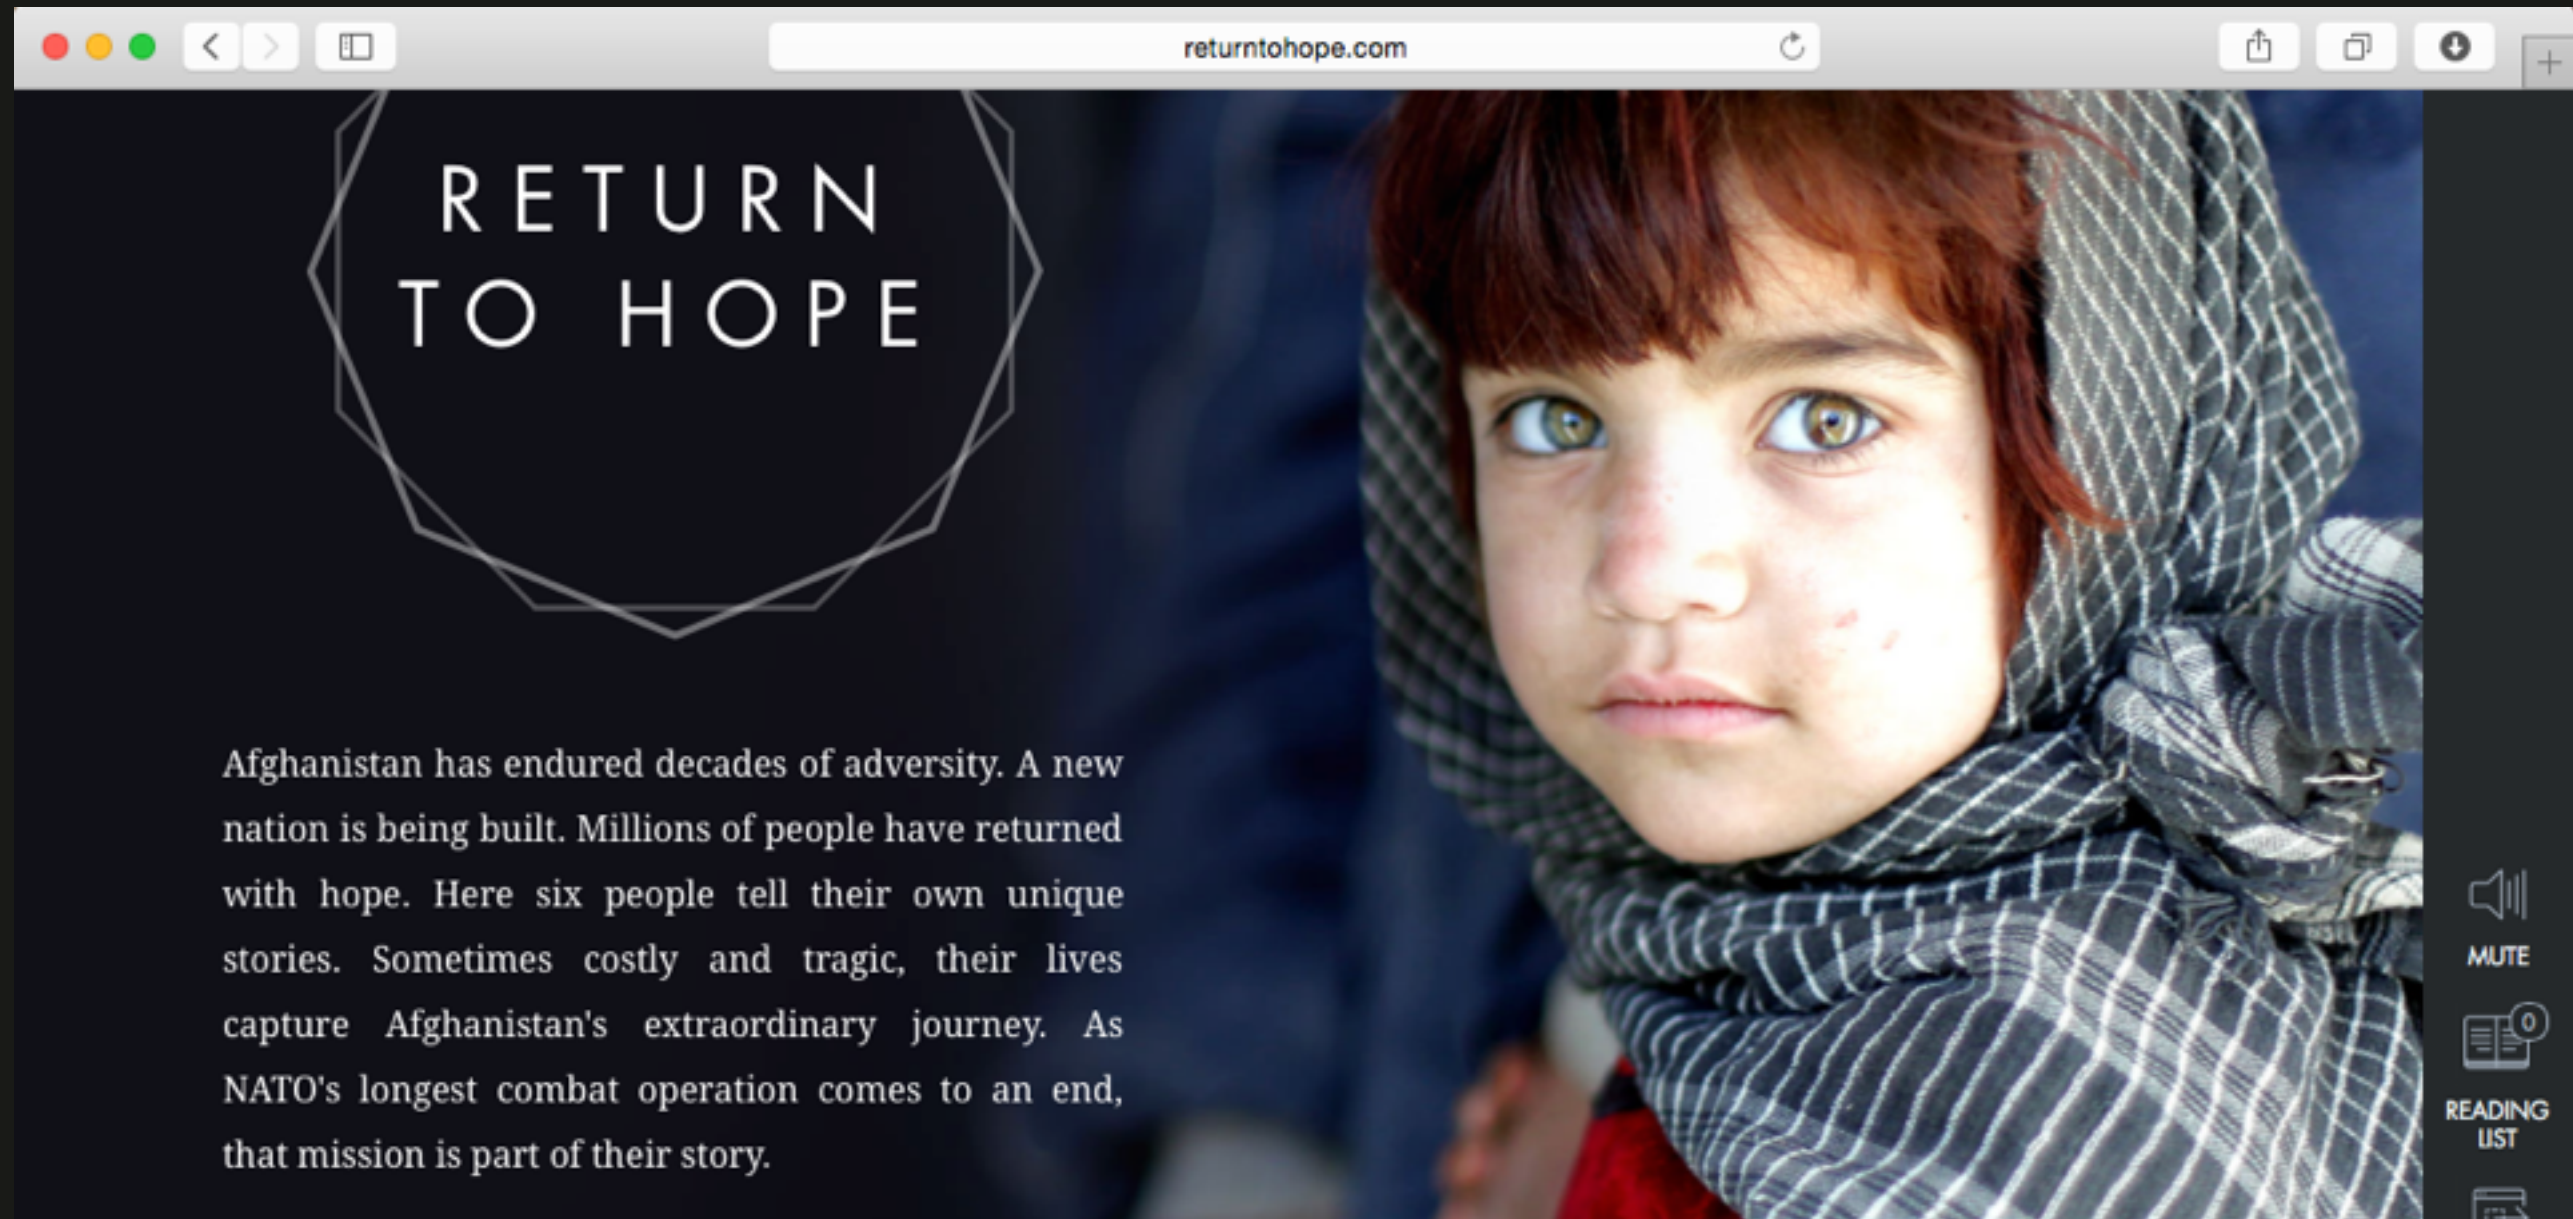 returntohope.com
RETURN
TO HOPE
Afghanistan has endured decades of adversity. A new
nation is being built. Millions of people have returned
with hope. Here six people tell their own unique
stories. Sometimes costly and tragic, their lives
capture Afghanistan's extraordinary journey. As
NATO's longest combat operation comes to an end,
that mission is part of their story.
MUTE
0
READING
LIST